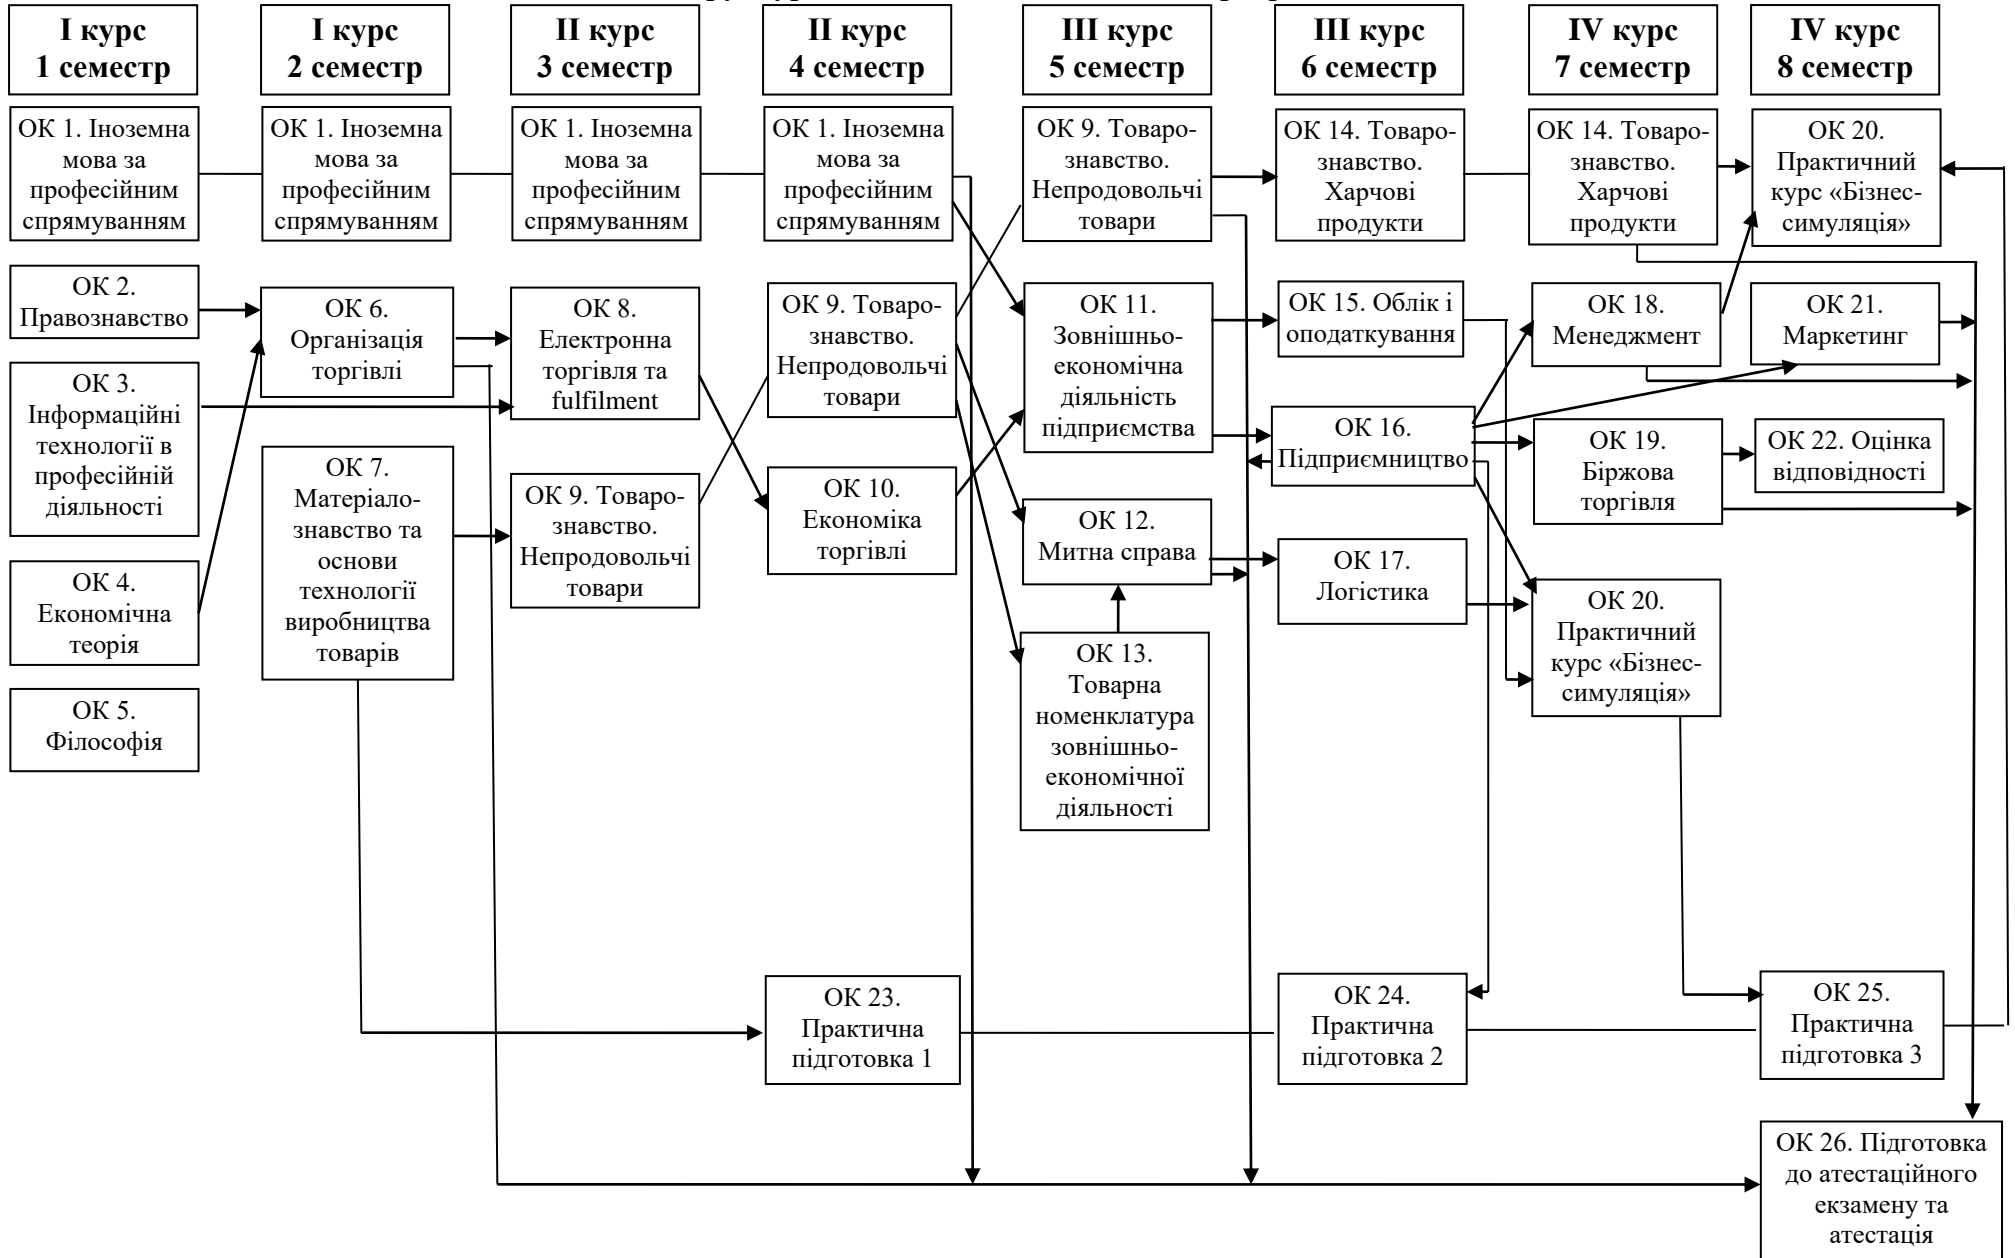 І курс
1 семестр
І курс
2 семестр
ІІ курс
3 семестр
ІІ курс
4 семестр
ІІІ курс
5 семестр
ІІІ курс
6 семестр
IV курс
7 семестр
IV курс
8 семестр
ОК 1. Іноземна
мова за
професійним
спрямуванням
ОК 2.
Правознавство
ОК 3.
Інформаційні
технології в
професійній
діяльності
ОК 4.
Економічна
теорія
ОК 5.
Філософія
ОК 1. Іноземна
мова за
професійним
спрямуванням
ОК 6.
Організація
торгівлі
ОК 7.
Матеріало-
знавство та
основи
технології
виробництва
товарів
ОК 1. Іноземна
мова за
професійним
спрямуванням
ОК 8.
Електронна
торгівля та
fulfilment
ОК 9. Товаро-
знавство.
Непродовольчі
товари
ОК 1. Іноземна
мова за
професійним
спрямуванням
ОК 9. Товаро-
знавство.
Непродовольчі
товари
ОК 10.
Економіка
торгівлі
ОК 23.
Практична
підготовка 1
ОК 9. Товаро-
знавство.
Непродовольчі
товари
ОК 11.
Зовнішньо-
економічна
діяльність
підприємства
ОК 12.
Митна справа
ОК 13.
Товарна
номенклатура
зовнішньо-
економічної
діяльності
ОК 14. Товаро-
знавство.
Харчові
продукти
ОК 15. Облік і
оподаткування
ОК 16.
Підприємництво
ОК 17.
Логістика
ОК 24.
Практична
підготовка 2
ОК 14. Товаро-
знавство.
Харчові
продукти
ОК 18.
Менеджмент
ОК 19.
Біржова
торгівля
ОК 20.
Практичний
курс «Бізнес-
симуляція»
ОК 20.
Практичний
курс «Бізнес-
симуляція»
ОК 21.
Маркетинг
ОК 22. Оцінка
відповідності
ОК 25.
Практична
підготовка 3
ОК 26. Підготовка
до атестаційного
екзамену та
атестація